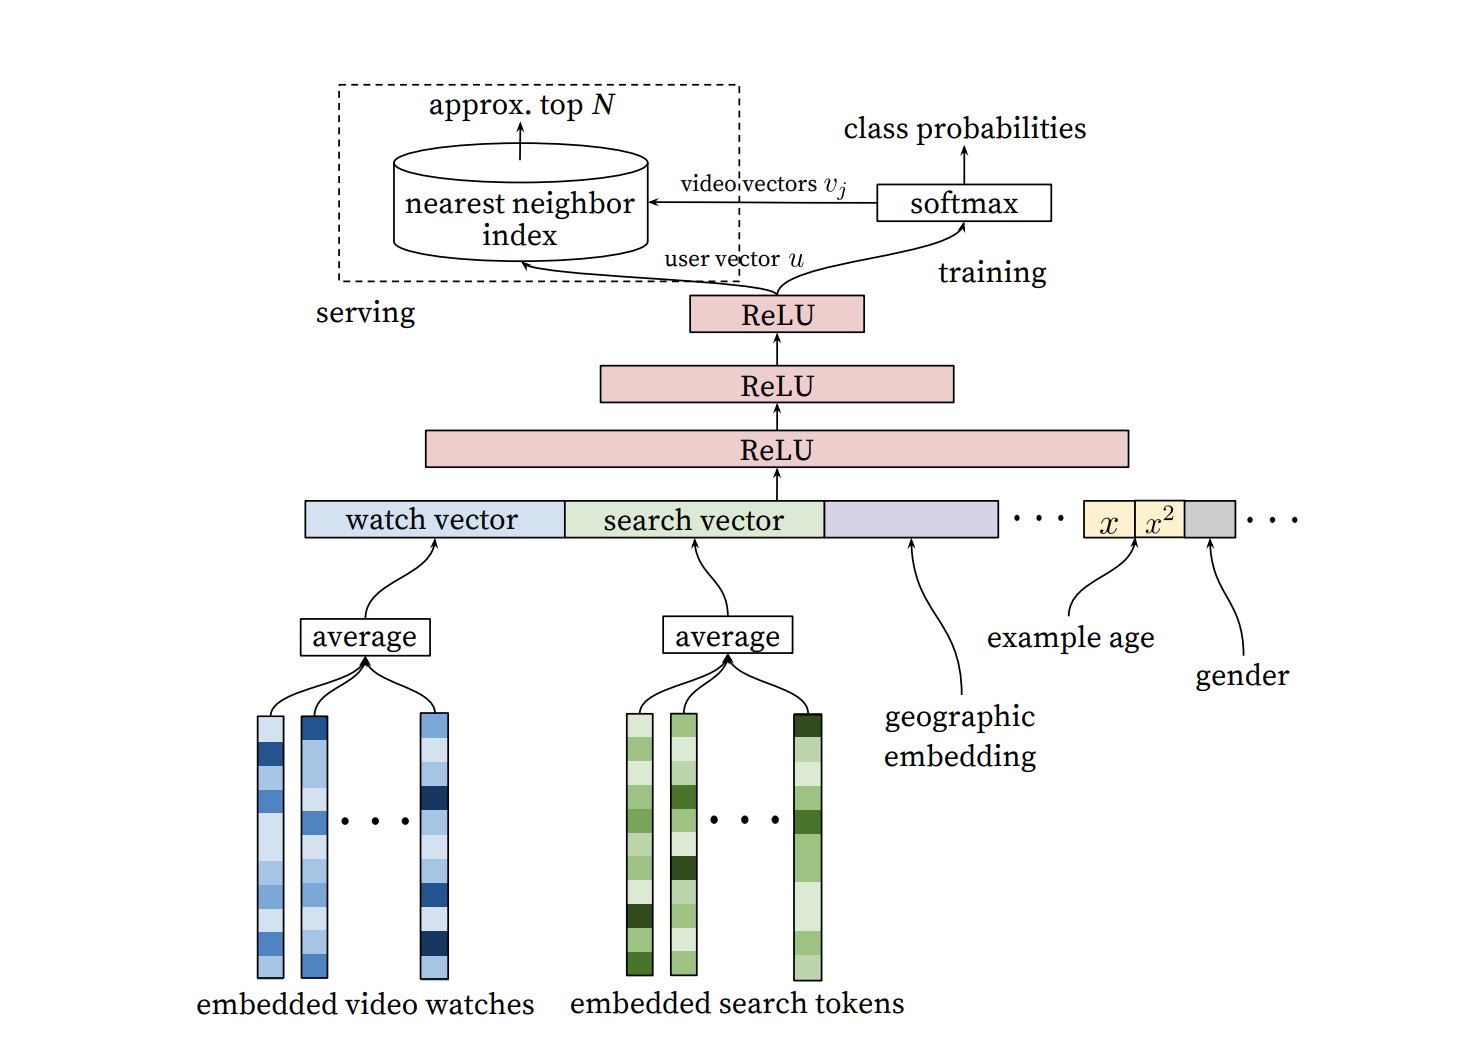 approx. top N
class probabilities
video vectors v_j
nearest neighbor
index
softmax
user vector u
training
serving
ReLU
ReLU
ReLU
watch vector
search vector
x
x²
average
average
example age
gender
geographic
embedding
embedded video watches
embedded search tokens